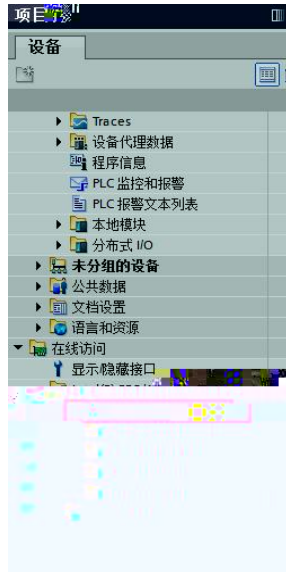 设备
Traces
设备代理数据
程序信息
PLC 监控和报警
PLC 报警文本列表
本地模块
分布式 I/O
未分组的设备
公共数据
文档设置
语言和资源
在线访问
显示/隐藏接口